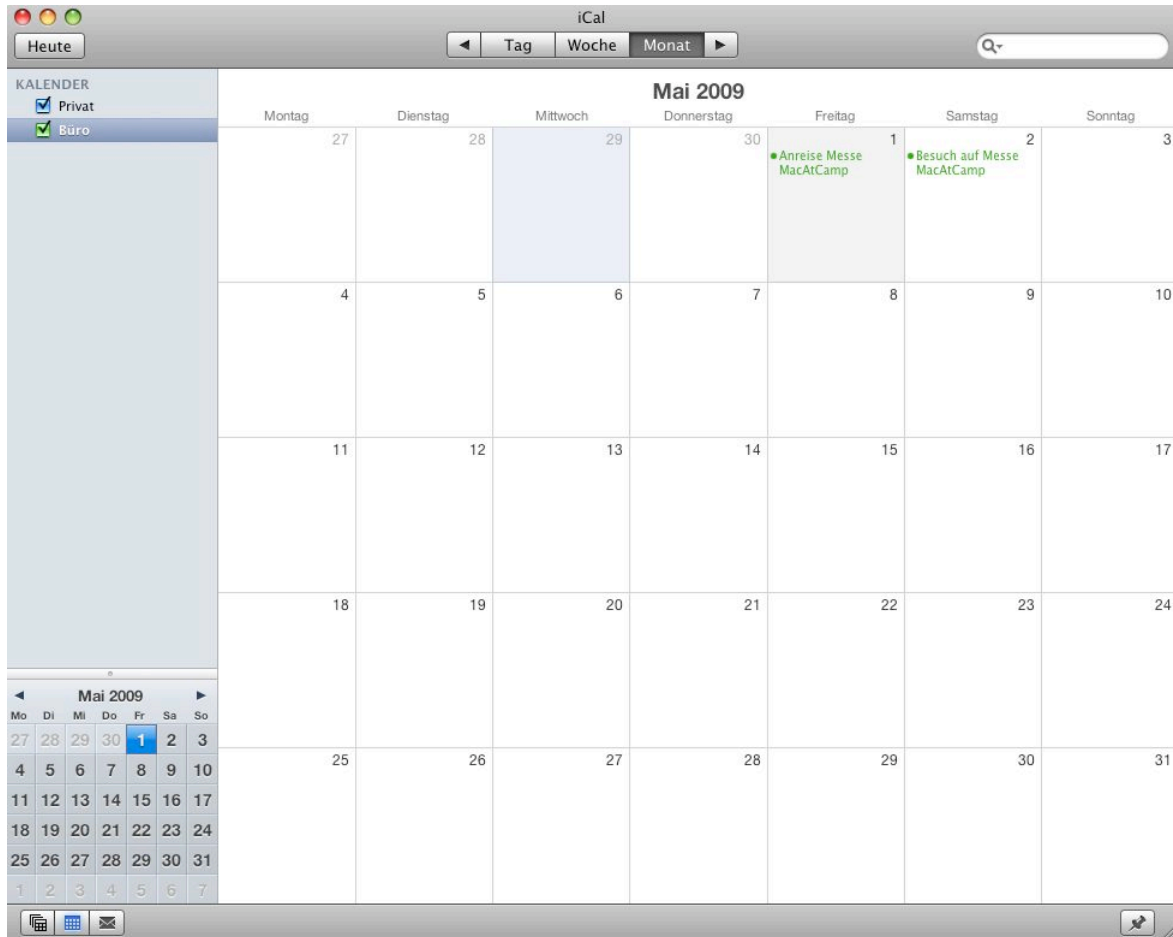 iCal
Heute
Tag Woche Monat
KALENDER
Privat
Büro
Mai 2009
Montag Dienstag Mittwoch Donnerstag Freitag Samstag Sonntag
27 28 29 30 1 2 3
Anreise Messe
MacAtCamp
Besuch auf Messe
MacAtCamp
4 5 6 7 8 9 10
11 12 13 14 15 16 17
18 19 20 21 22 23 24
25 26 27 28 29 30 31
Mai 2009
Mo Di Mi Do Fr Sa So
27 28 29 30 1 2 3
4 5 6 7 8 9 10
11 12 13 14 15 16 17
18 19 20 21 22 23 24
25 26 27 28 29 30 31
1 2 3 4 5 6 7